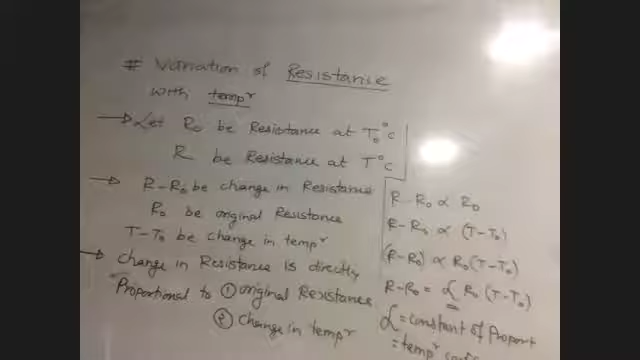 # Variation of Resistance
with tempr
→ Let R₀ be Resistance at T₀°C
R be Resistance at T°C
→ R-R₀ be change in Resistance
R₀ be original Resistance
T-T₀ be change in tempr
→ change in Resistance is directly
Proportional to ① original Resistance
② change in tempr
R-R₀ ∝ R₀
R-R₀ ∝ (T-T₀)
(R-R₀) ∝ R₀(T-T₀)
R-R₀ = α R₀ (T-T₀)
α = constant of Proport
= tempr